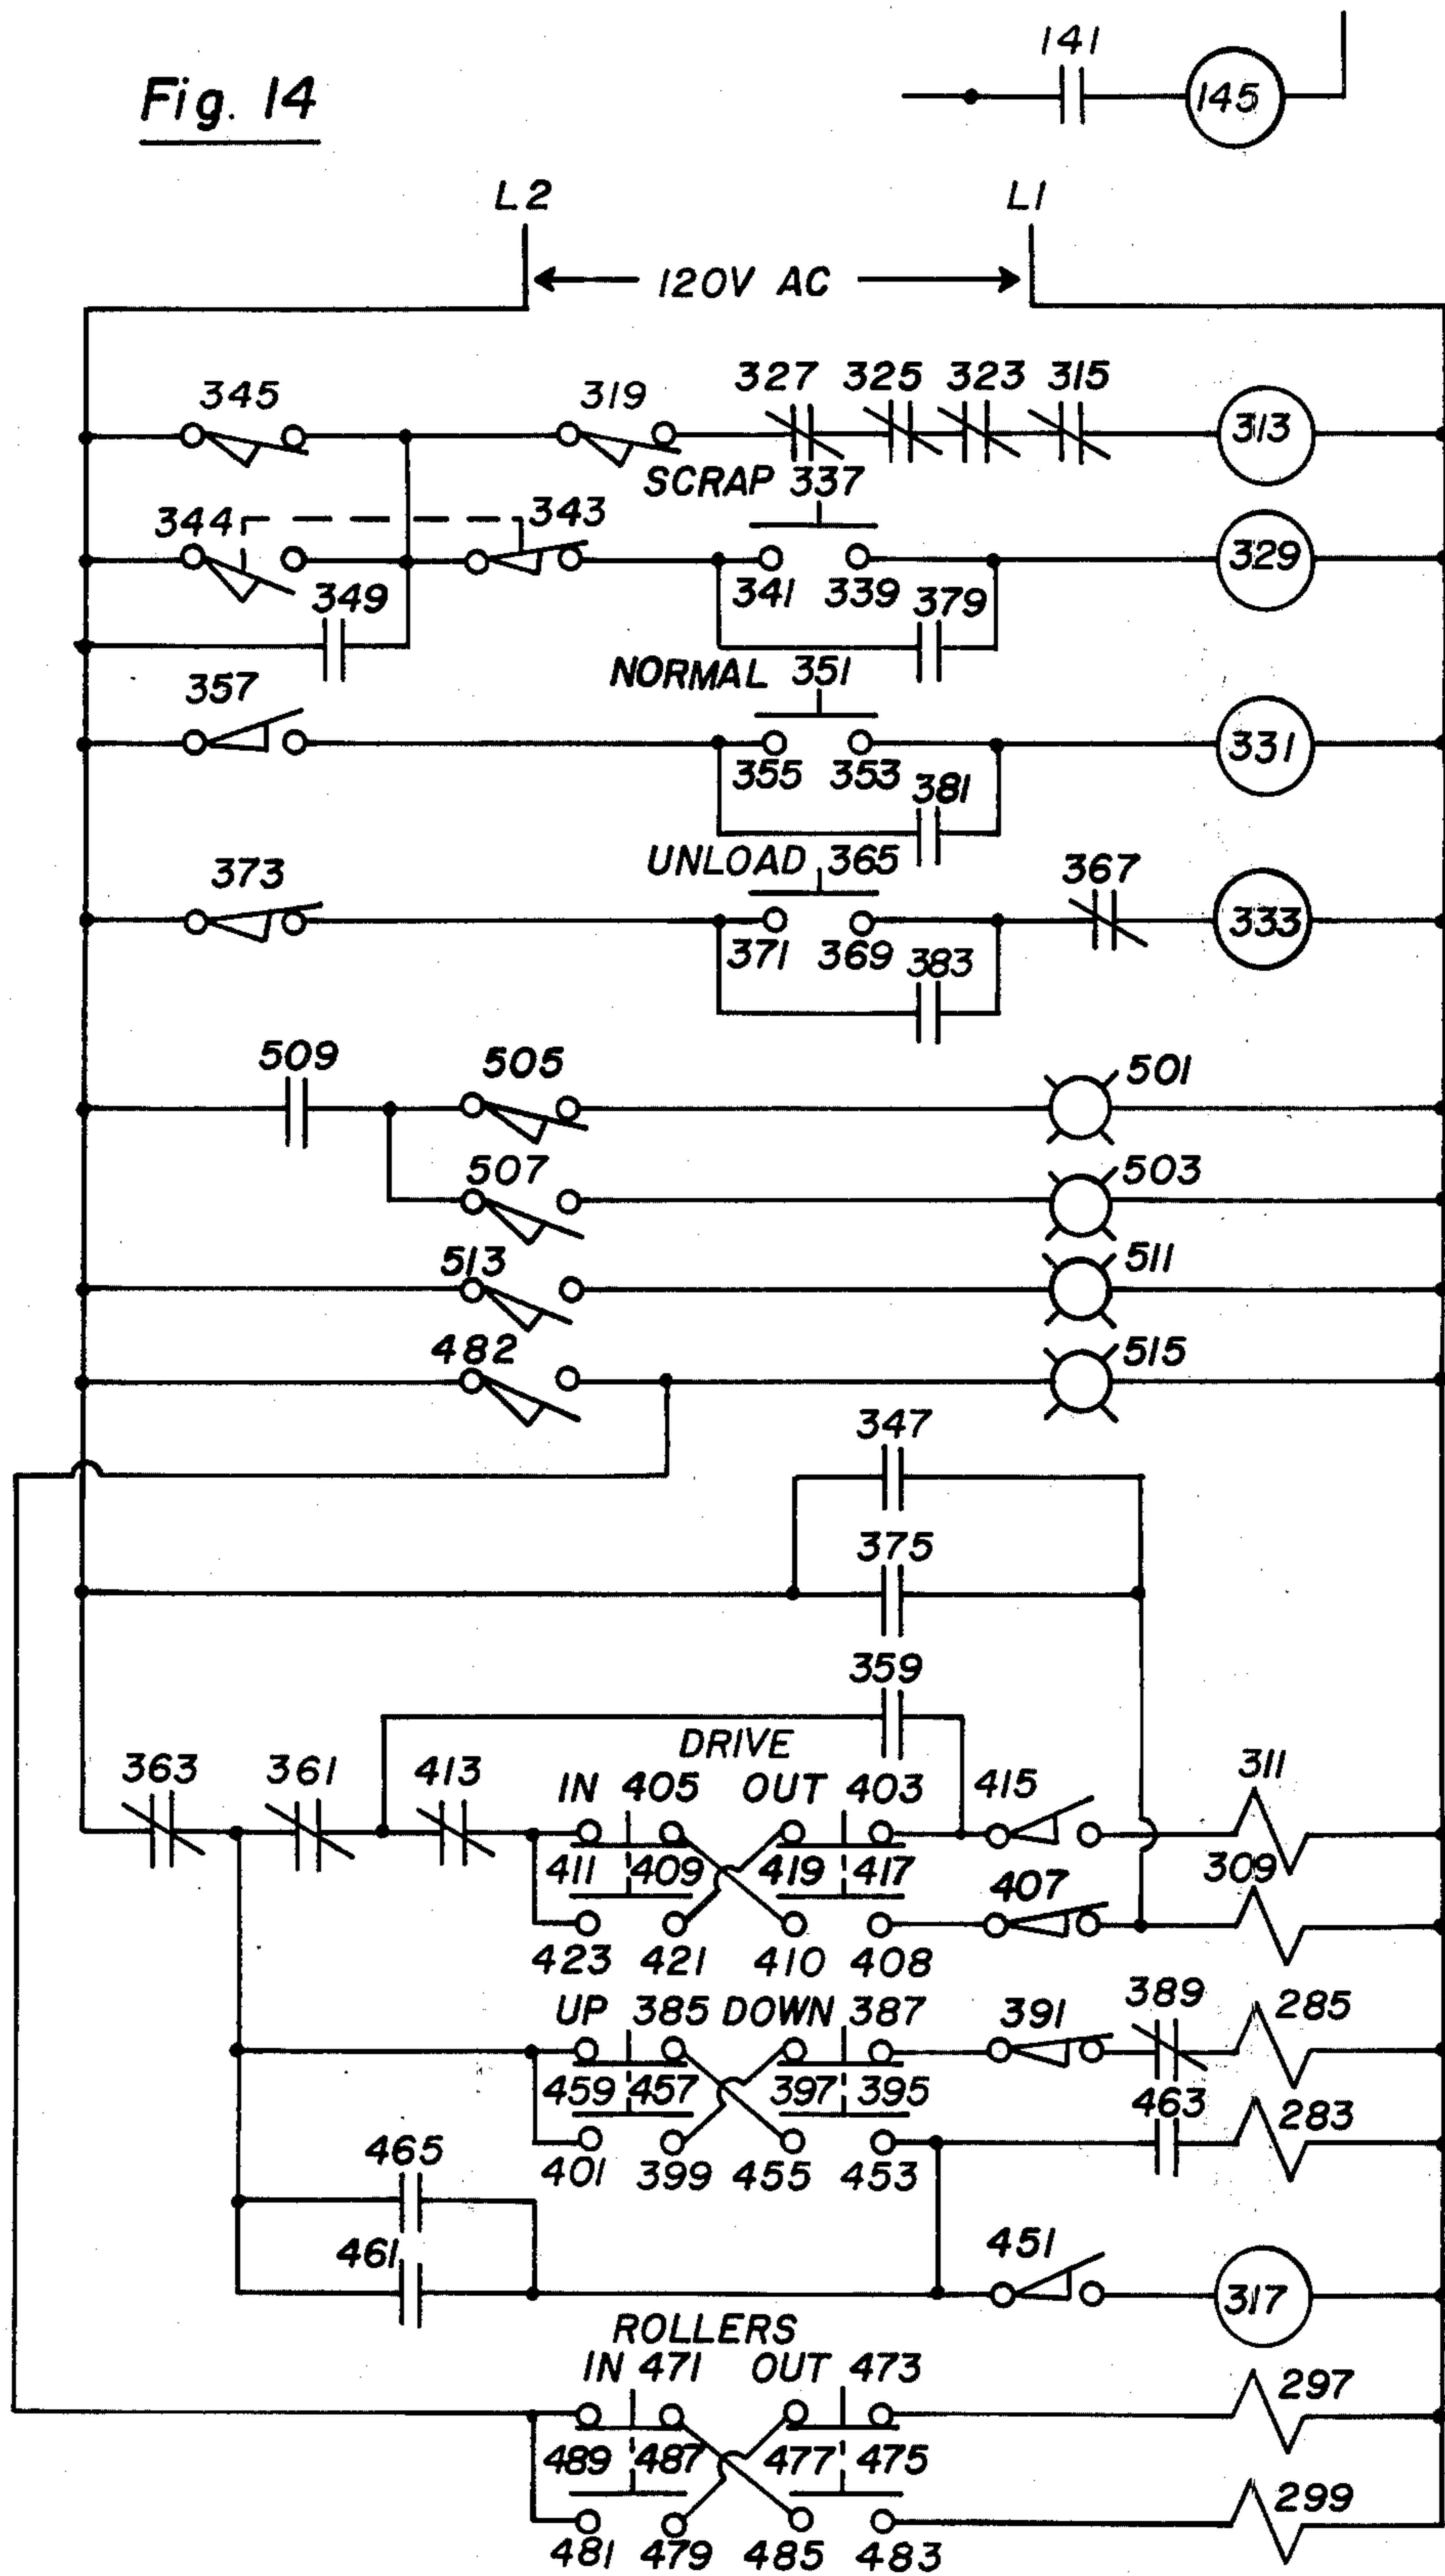 141
Fig. 14
145
L2 L1
120V AC
345 319 327 325 323 315
313
SCRAP 337
344 343
329
349 341 339 379
NORMAL 351
357
331
355 353
381
UNLOAD 365
373 367
333
371 369 383
509 505 501
507 503
513 511
482 515
347
375
359
DRIVE
363 361 413 IN 405 OUT 403 415 311
411 409 419 417 407 309
423 421 410 408
UP 385 DOWN 387 391 389 285
459 457 397 395 463 283
465 401 399 455 453
461 451
317
ROLLERS
IN 471 OUT 473 297
489 487 477 475
299
481 479 485 483